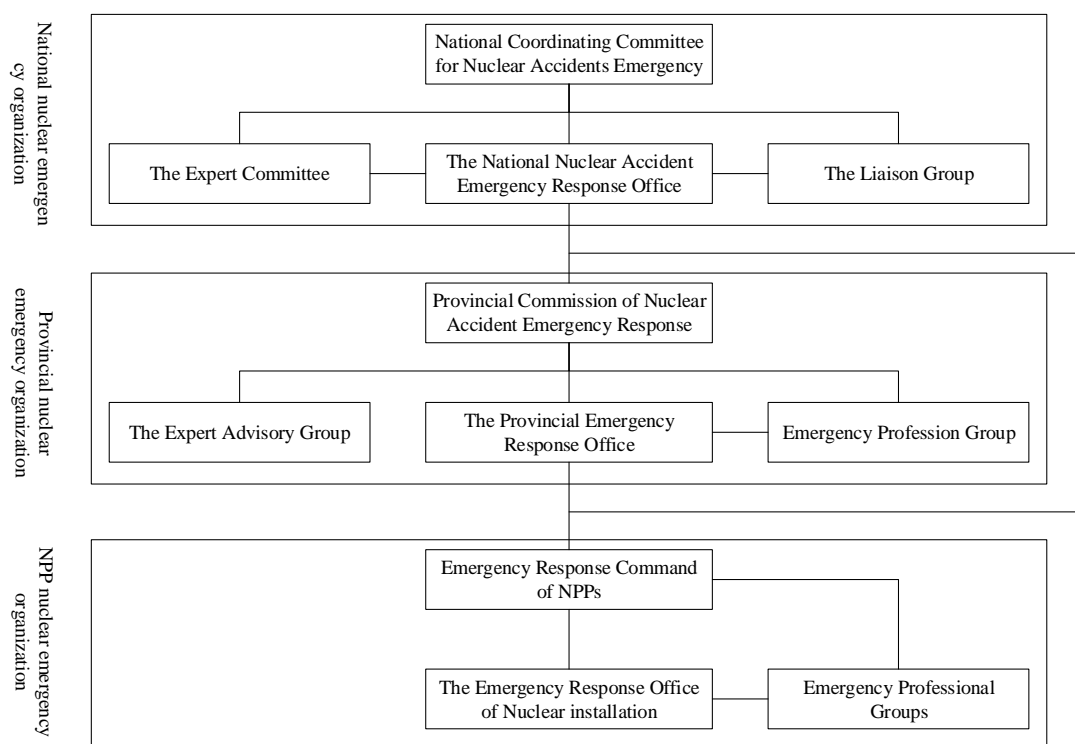 National nuclear emergen
cy organization
National Coordinating Committee
for Nuclear Accidents Emergency
The Expert Committee
The National Nuclear Accident
Emergency Response Office
The Liaison Group
Provincial nuclear
emergency organization
Provincial Commission of Nuclear
Accident Emergency Response
The Expert Advisory Group
The Provincial Emergency
Response Office
Emergency Profession Group
NPP nuclear emergency
organization
Emergency Response Command
of NPPs
The Emergency Response Office
of Nuclear installation
Emergency Professional
Groups